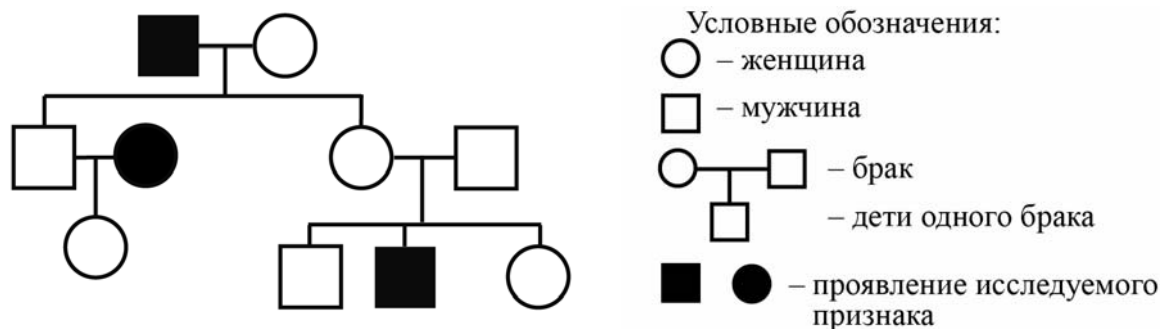 Условные обозначения:
– женщина
– мужчина
– брак
– дети одного брака
– проявление исследуемого
признака